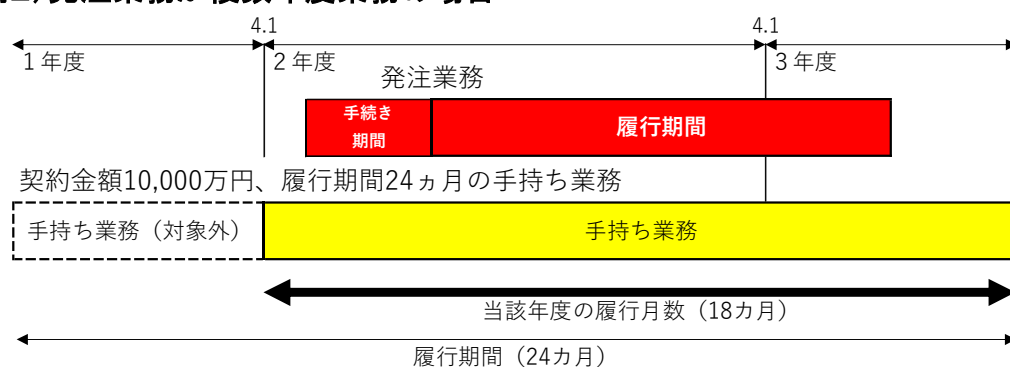 発注業務が複数年度業務の場合
4.1 4.1
1年度 2年度 3年度
発注業務
手続き
期間
履行期間
契約金額10,000万円、履行期間24ヵ月の手持ち業務
手持ち業務（対象外） 手持ち業務
当該年度の履行月数（18カ月）
履行期間（24カ月）